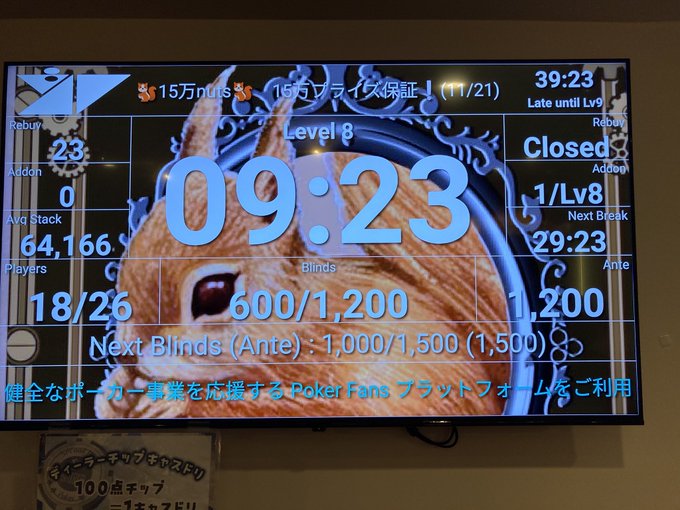 🐿️15万nuts🐿️ 15万プライズ保証❗(11/21)
39:23
Late until Lv9
Rebuy
23
Addon
0
Avg Stack
64,166
Players
18/26
Level 8
09:23
Blinds
600/1,200
Rebuy
Closed
Addon
1/Lv8
Next Break
29:23
Ante
1,200
Next Blinds (Ante) : 1,000/1,500 (1,500)
健全なポーカー事業を応援する Poker Fans プラットフォームをご利用
ディーラーチップキャスドリ
100点チップ
=1キャスドリ